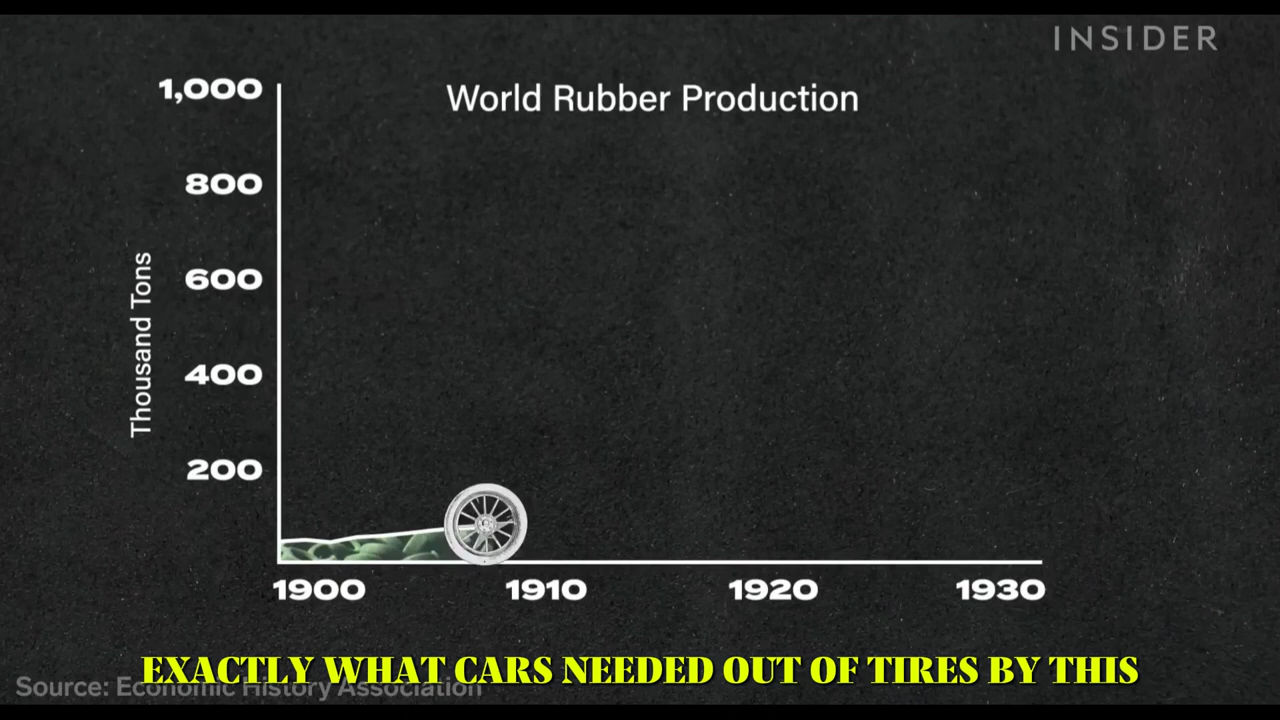 INSIDER
World Rubber Production
1,000
800
600
400
200
Thousand Tons
1900 1910 1920 1930
EXACTLY WHAT CARS NEEDED OUT OF TIRES BY THIS
Source: Economic History Association